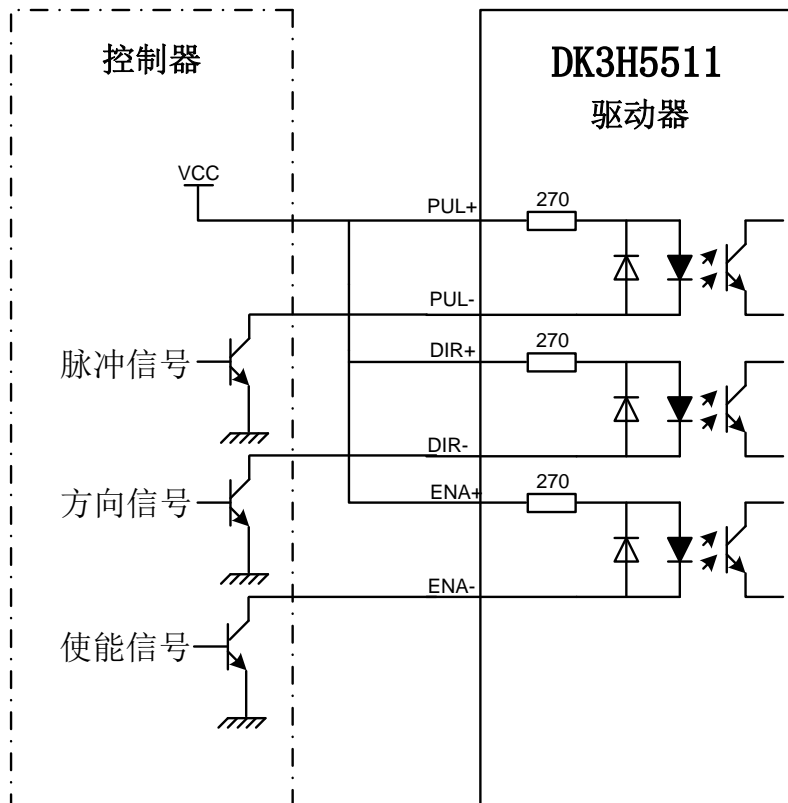 控制器
DK3H5511
驱动器
VCC
PUL+
270
PUL-
脉冲信号
DIR+
270
DIR-
方向信号
ENA+
270
ENA-
使能信号